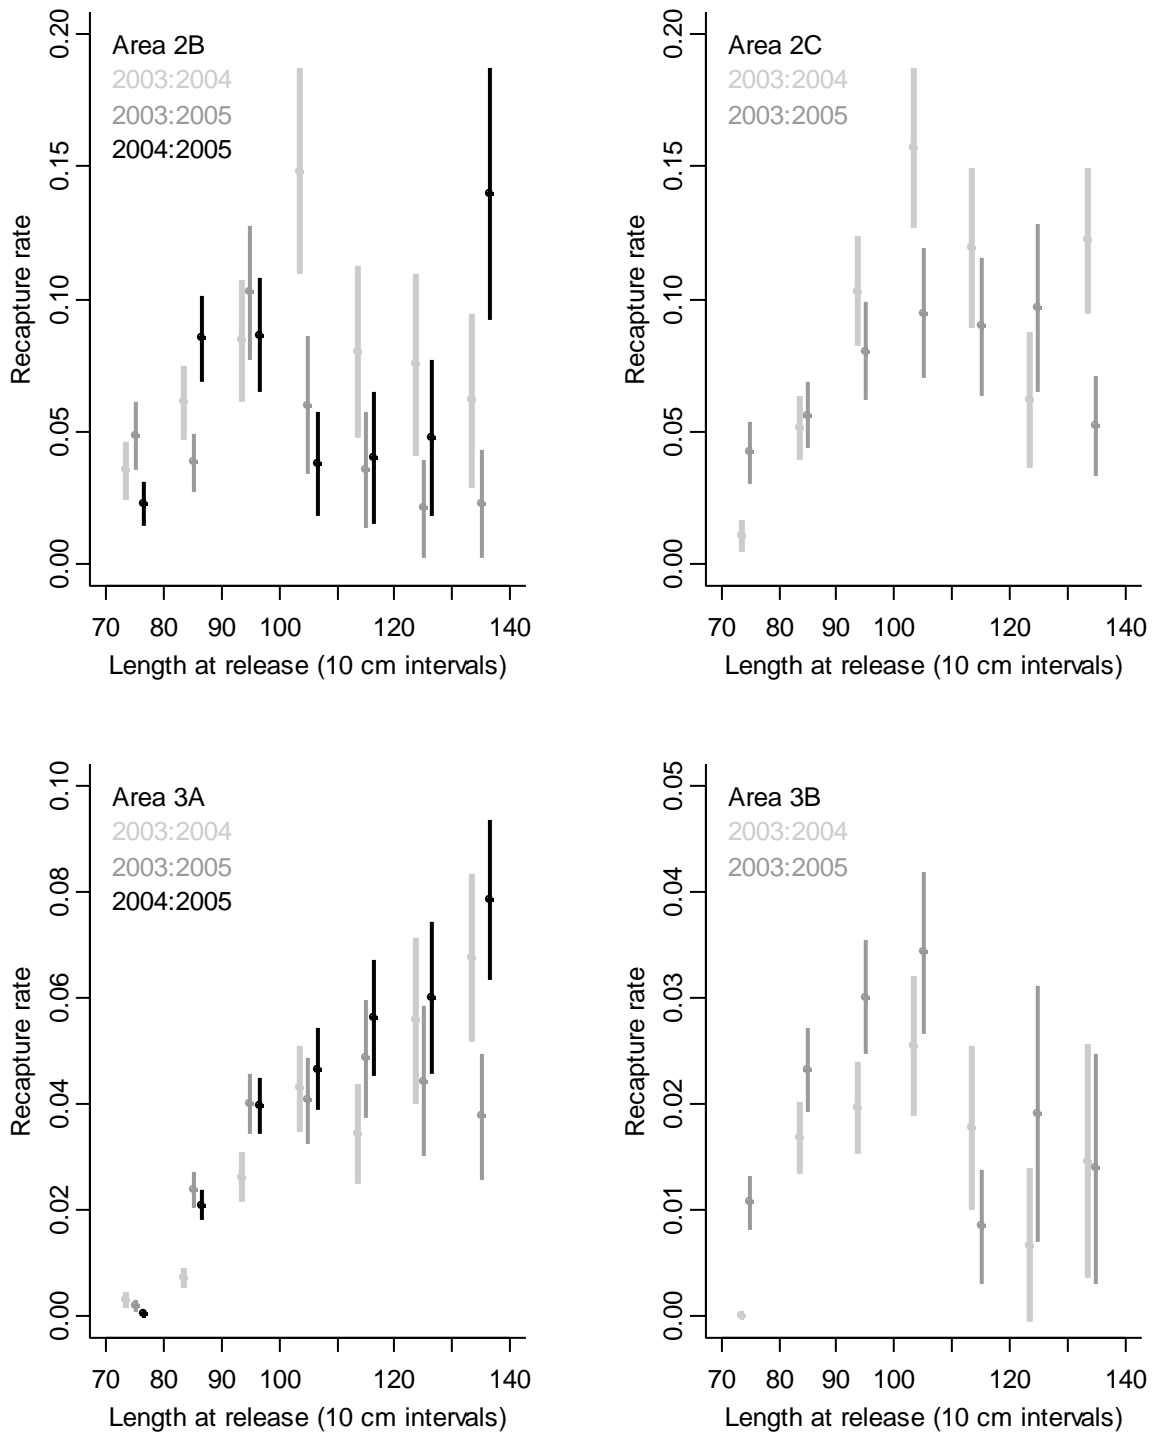 Area 2B
2003:2004
2003:2005
2004:2005
Recapture rate
0.20
0.15
0.10
0.05
0.00
70 80 90 100 120 140
Length at release (10 cm intervals)
Area 2C
2003:2004
2003:2005
Recapture rate
0.20
0.15
0.10
0.05
0.00
70 80 90 100 120 140
Length at release (10 cm intervals)
Area 3A
2003:2004
2003:2005
2004:2005
Recapture rate
0.10
0.08
0.06
0.04
0.02
0.00
70 80 90 100 120 140
Length at release (10 cm intervals)
Area 3B
2003:2004
2003:2005
Recapture rate
0.05
0.04
0.03
0.02
0.01
0.00
70 80 90 100 120 140
Length at release (10 cm intervals)